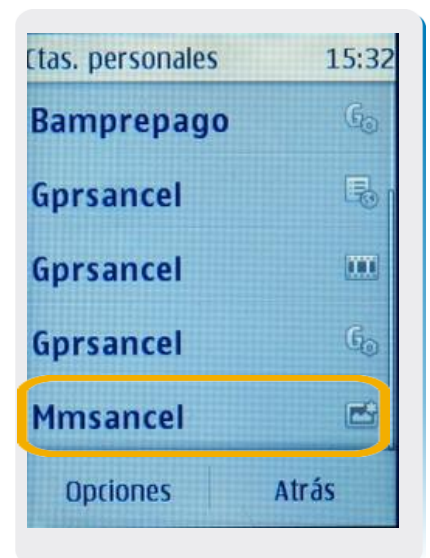 Ctas. personales 15:32
Bamprepago
Gprsancel
Gprsancel
Gprsancel
Mmsancel
Opciones Atrás